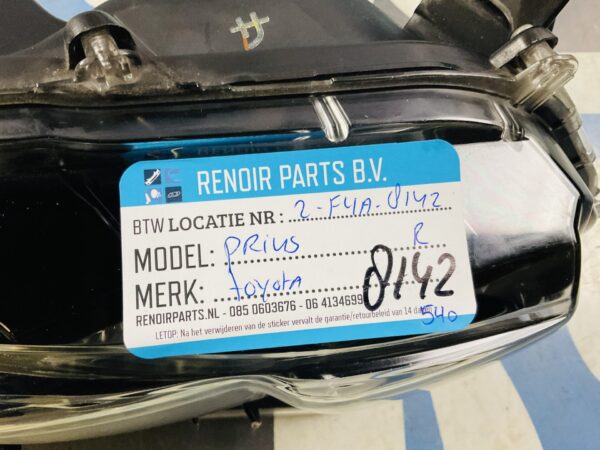 RENOIR PARTS B.V.
BTW LOCATIE NR : 2-F4A-8142
MODEL: PRIUS R
MERK: toyota 8142
RENOIRPARTS.NL - 085 0603676 - 06 4134699
LETOP: Na het verwijderen van de sticker vervalt de garantie/retourbeleid van 14 da
540